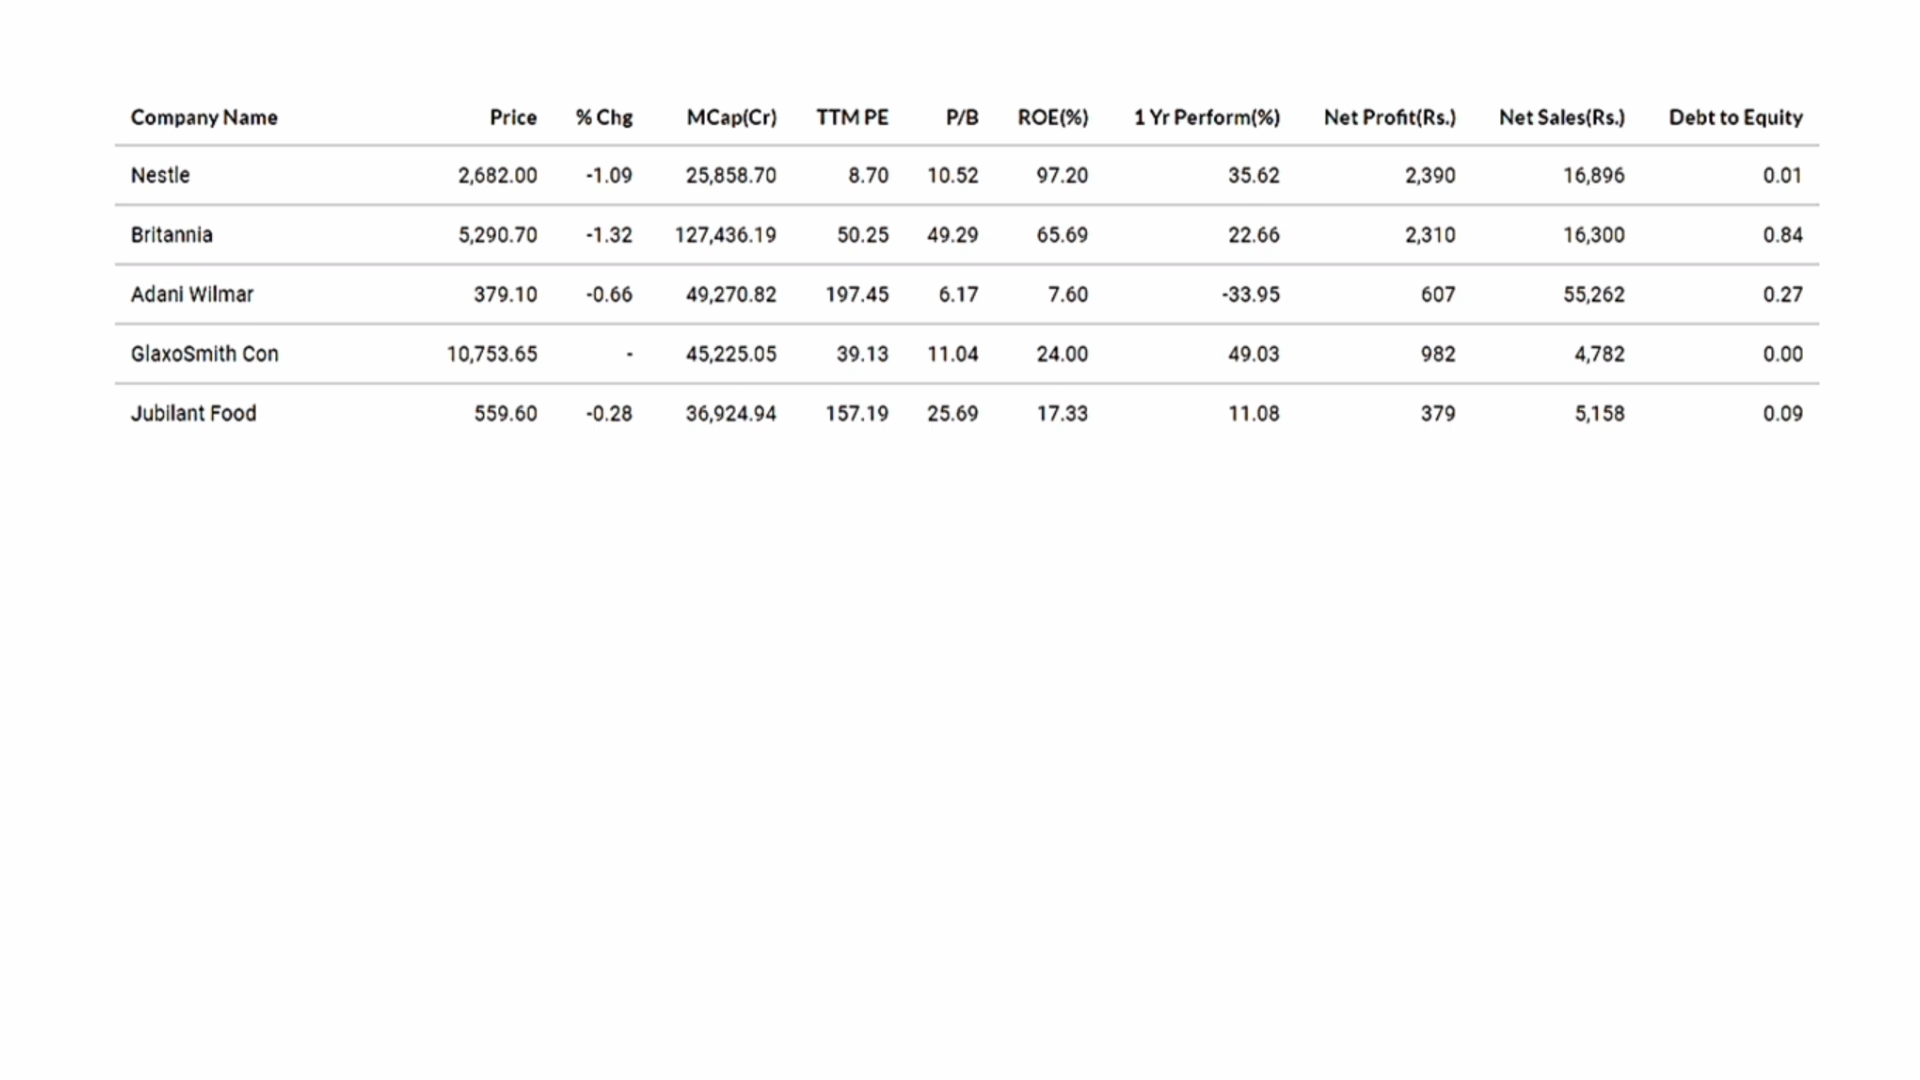 Company Name Price % Chg MCap(Cr) TTM PE P/B ROE(%) 1 Yr Perform(%) Net Profit(Rs.) Net Sales(Rs.) Debt to Equity
Nestle 2,682.00 -1.09 25,858.70 8.70 10.52 97.20 35.62 2,390 16,896 0.01
Britannia 5,290.70 -1.32 127,436.19 50.25 49.29 65.69 22.66 2,310 16,300 0.84
Adani Wilmar 379.10 -0.66 49,270.82 197.45 6.17 7.60 -33.95 607 55,262 0.27
GlaxoSmith Con 10,753.65 - 45,225.05 39.13 11.04 24.00 49.03 982 4,782 0.00
Jubilant Food 559.60 -0.28 36,924.94 157.19 25.69 17.33 11.08 379 5,158 0.09